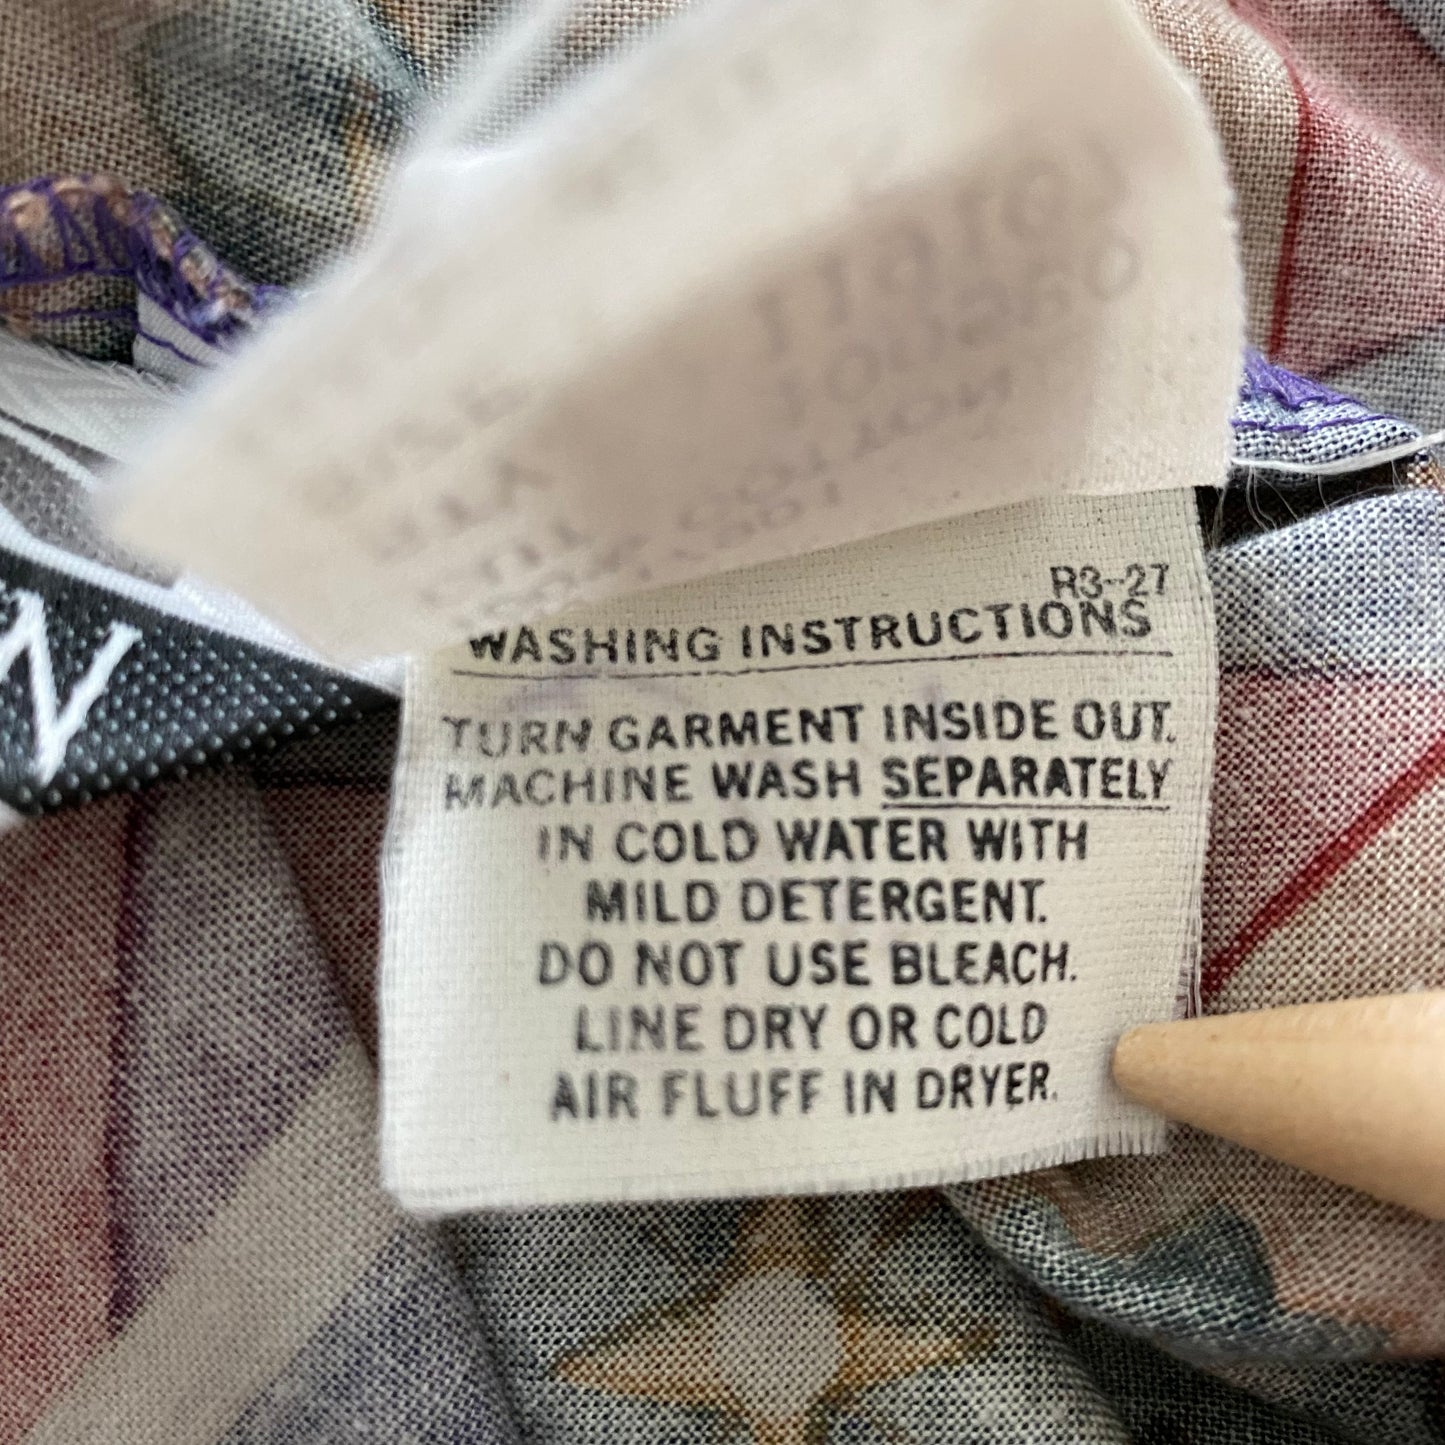 R3-27
WASHING INSTRUCTIONS
TURN GARMENT INSIDE OUT.
MACHINE WASH SEPARATELY
IN COLD WATER WITH
MILD DETERGENT.
DO NOT USE BLEACH.
LINE DRY OR COLD
AIR FLUFF IN DRYER.